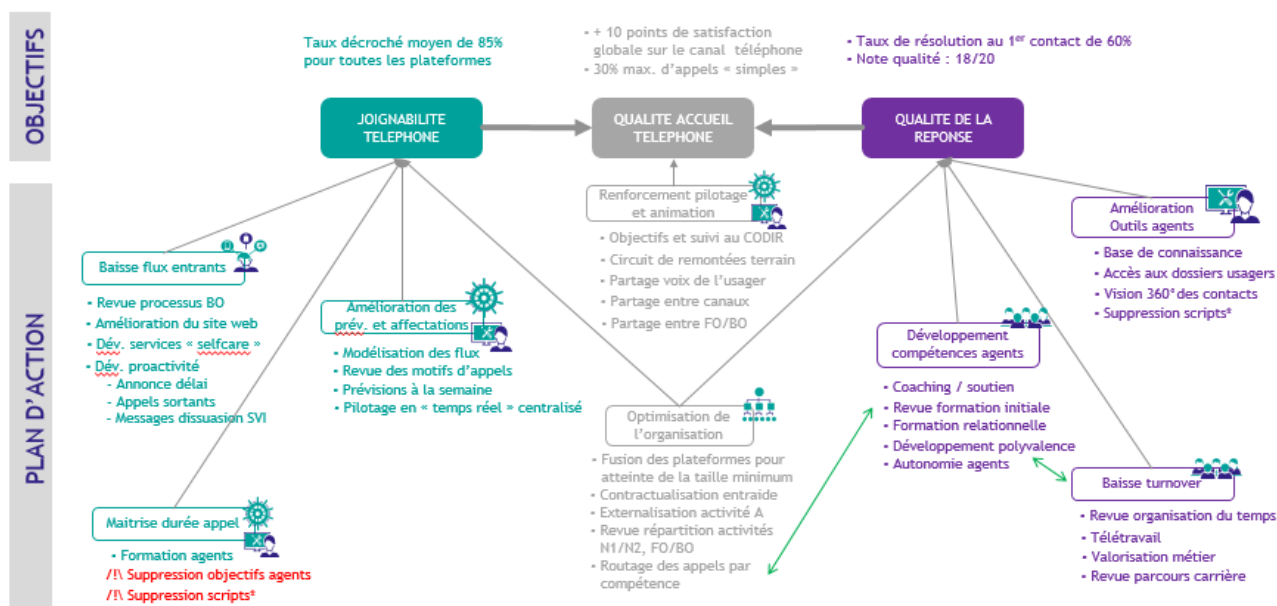 OBJECTIFS
Taux décroché moyen de 85%
pour toutes les plateformes
- + 10 points de satisfaction
globale sur le canal téléphone
- 30% max. d'appels « simples »
- Taux de résolution au 1er contact de 60%
- Note qualité : 18/20
JOIGNABILITE
TELEPHONE
QUALITE ACCUEIL
TELEPHONE
QUALITE DE LA
REPONSE
PLAN D'ACTION
Baisse flux entrants
- Revue processus BO
- Amélioration du site web
- Dév. services « selfcare »
- Dév. proactivité
- Annonce délai
- Appels sortants
- Messages dissuasion SVI
Maitrise durée appel
- Formation agents
/!\ Suppression objectifs agents
/!\ Suppression scripts*
Amélioration des
prév. et affectations
- Modélisation des flux
- Revue des motifs d'appels
- Prévisions à la semaine
- Pilotage en « temps réel » centralisé
Renforcement pilotage
et animation
- Objectifs et suivi au CODIR
- Circuit de remontées terrain
- Partage voix de l'usager
- Partage entre canaux
- Partage entre FO/BO
Optimisation de
l'organisation
- Fusion des plateformes pour
atteinte de la taille minimum
- Contractualisation entraide
- Externalisation activité A
- Revue répartition activités
N1/N2, FO/BO
- Routage des appels par
compétence
Développement
compétences agents
- Coaching / soutien
- Revue formation initiale
- Formation relationnelle
- Développement polyvalence
- Autonomie agents
Amélioration
Outils agents
- Base de connaissance
- Accès aux dossiers usagers
- Vision 360° des contacts
- Suppression scripts*
Baisse turnover
- Revue organisation du temps
- Télétravail
- Valorisation métier
- Revue parcours carrière